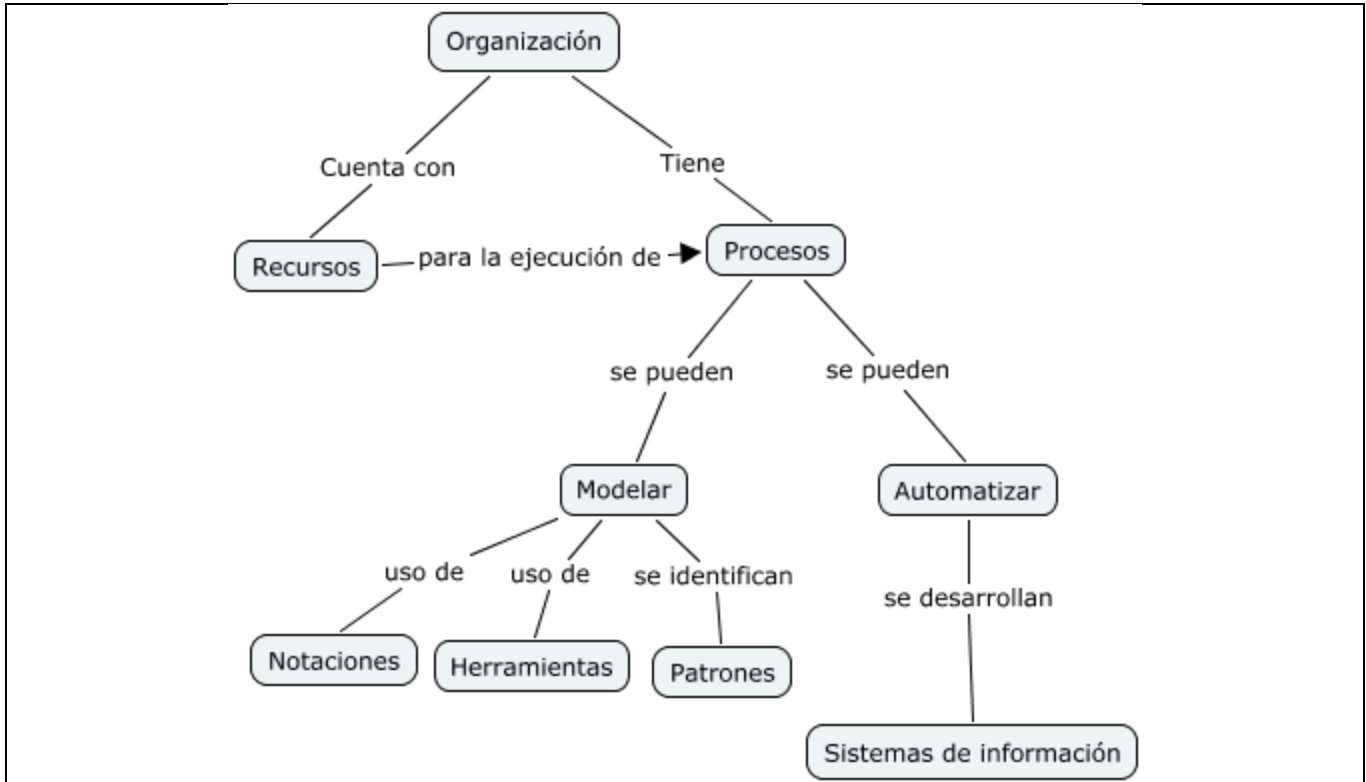 Organización
Cuenta con
Tiene
Recursos
para la ejecución de
Procesos
se pueden
se pueden
Modelar
Automatizar
uso de
uso de
se identifican
se desarrollan
Notaciones
Herramientas
Patrones
Sistemas de información